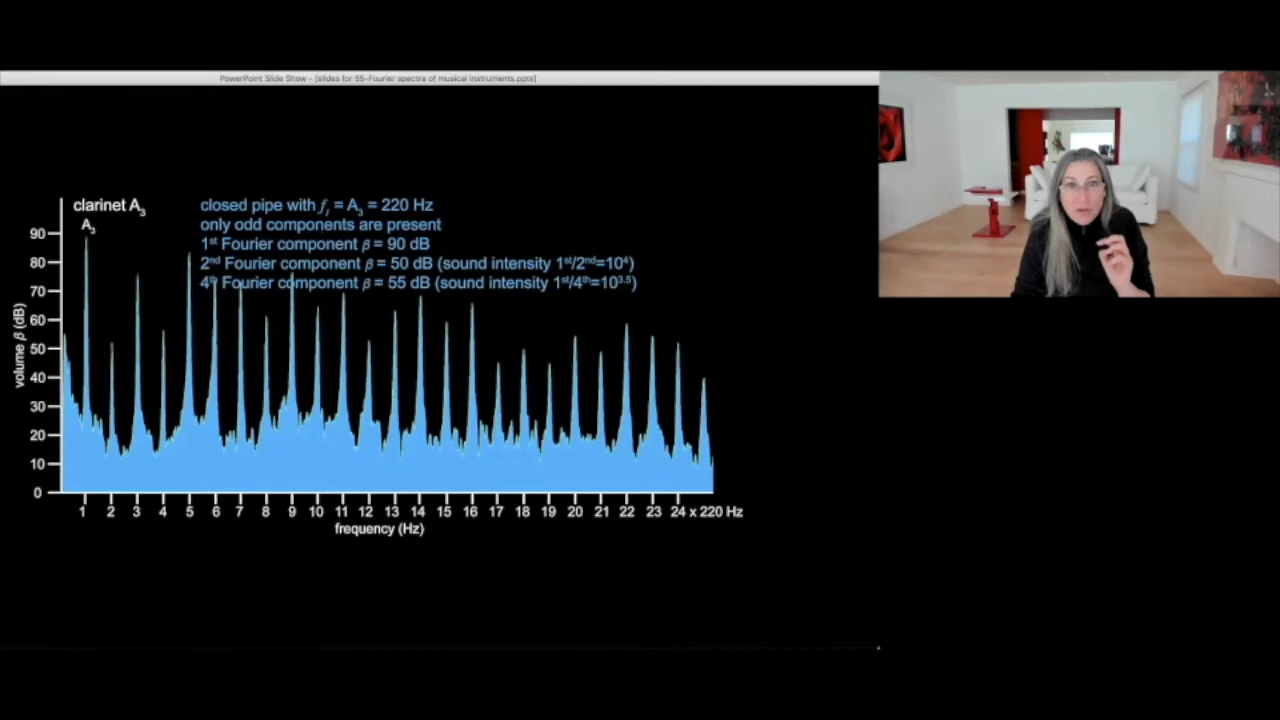 PowerPoint Slide Show - [slides for 55-Fourier spectra of musical instruments.pptx]
clarinet A3
A3
closed pipe with f1 = A3 = 220 Hz
only odd components are present
1st Fourier component β = 90 dB
2nd Fourier component β = 50 dB (sound intensity 1st/2nd=10⁴)
4th Fourier component β = 55 dB (sound intensity 1st/4th=10³·⁵)
volume β (dB)
90
80
70
60
50
40
30
20
10
0
1 2 3 4 5 6 7 8 9 10 11 12 13 14 15 16 17 18 19 20 21 22 23 24 x 220 Hz
frequency (Hz)